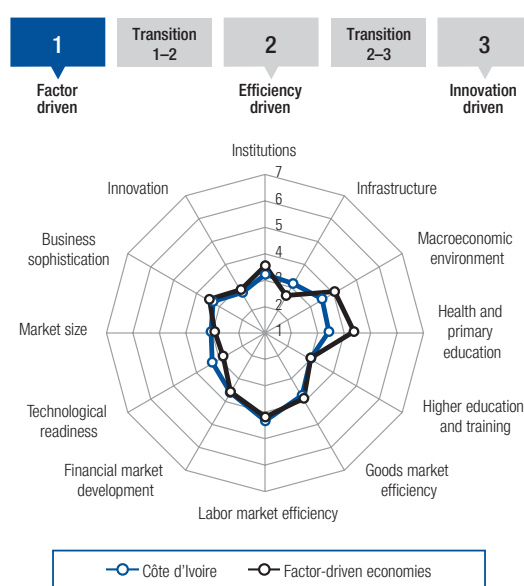 1
Transition
1–2
2
Transition
2–3
3
Factor
driven
Efficiency
driven
Innovation
driven
Institutions
Infrastructure
Macroeconomic
environment
Health and
primary
education
Higher education
and training
Goods market
efficiency
Labor market efficiency
Financial market
development
Technological
readiness
Market size
Business
sophistication
Innovation
7
6
5
4
3
2
1
Côte d'Ivoire
Factor-driven economies